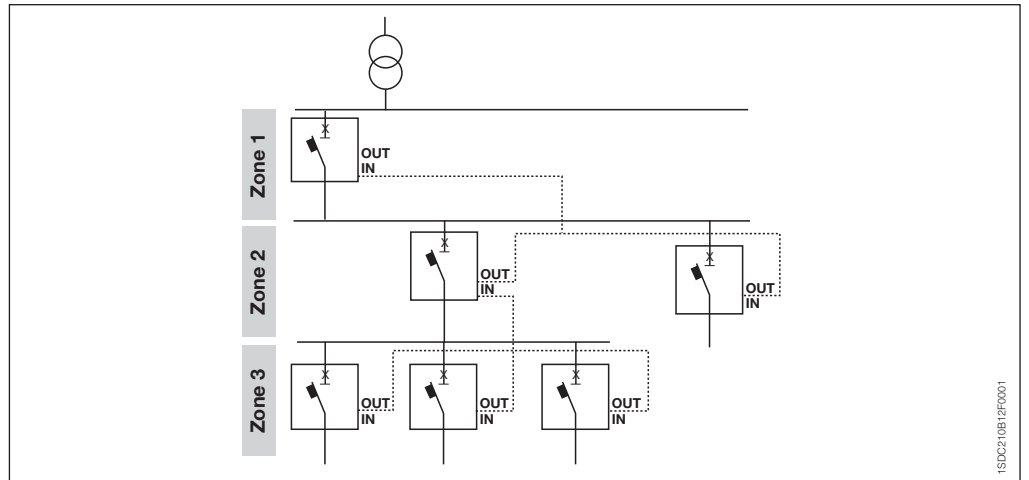 Zone 1
OUT
IN
Zone 2
OUT
IN
OUT
IN
Zone 3
OUT
IN
OUT
IN
OUT
IN
1SDC210B12F0001